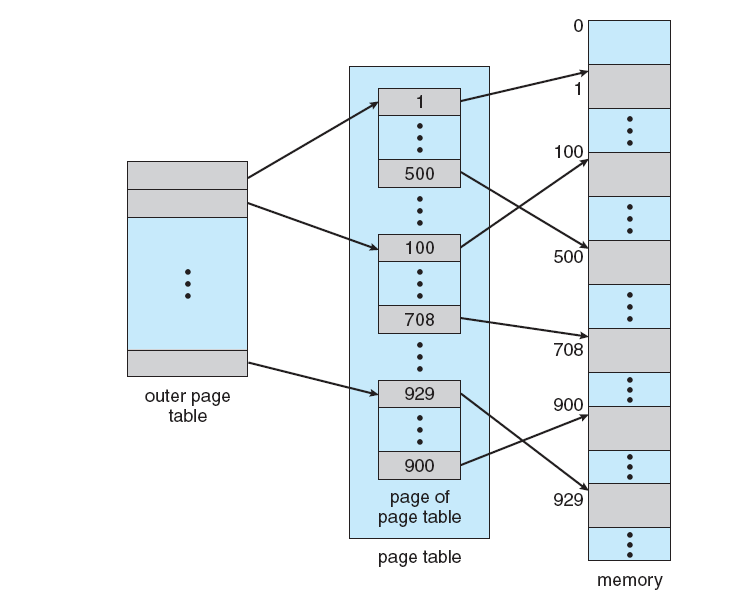 outer page
table
1
500
100
708
929
900
page of
page table
page table
0
1
100
500
708
900
929
memory